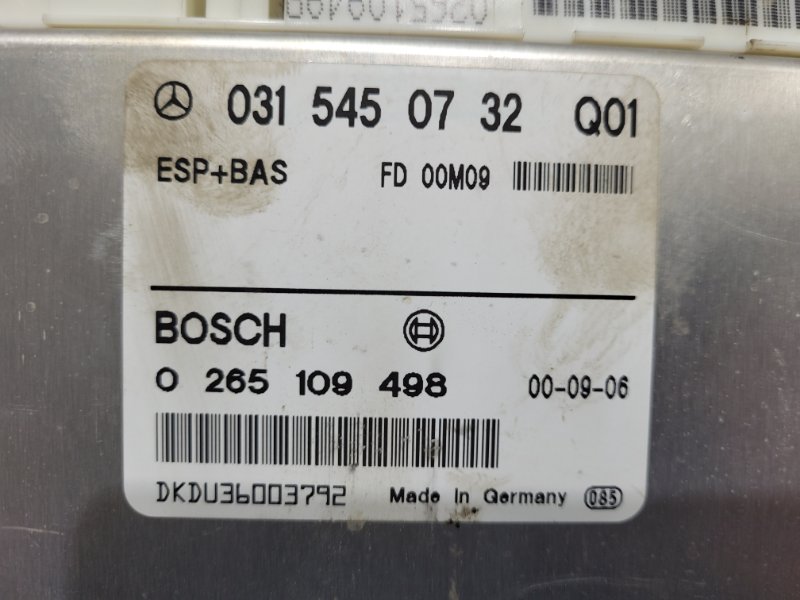 031 545 07 32 Q01
ESP+BAS FD 00M09
BOSCH
0 265 109 498 00-09-06
DKDU36003792 Made In Germany 085